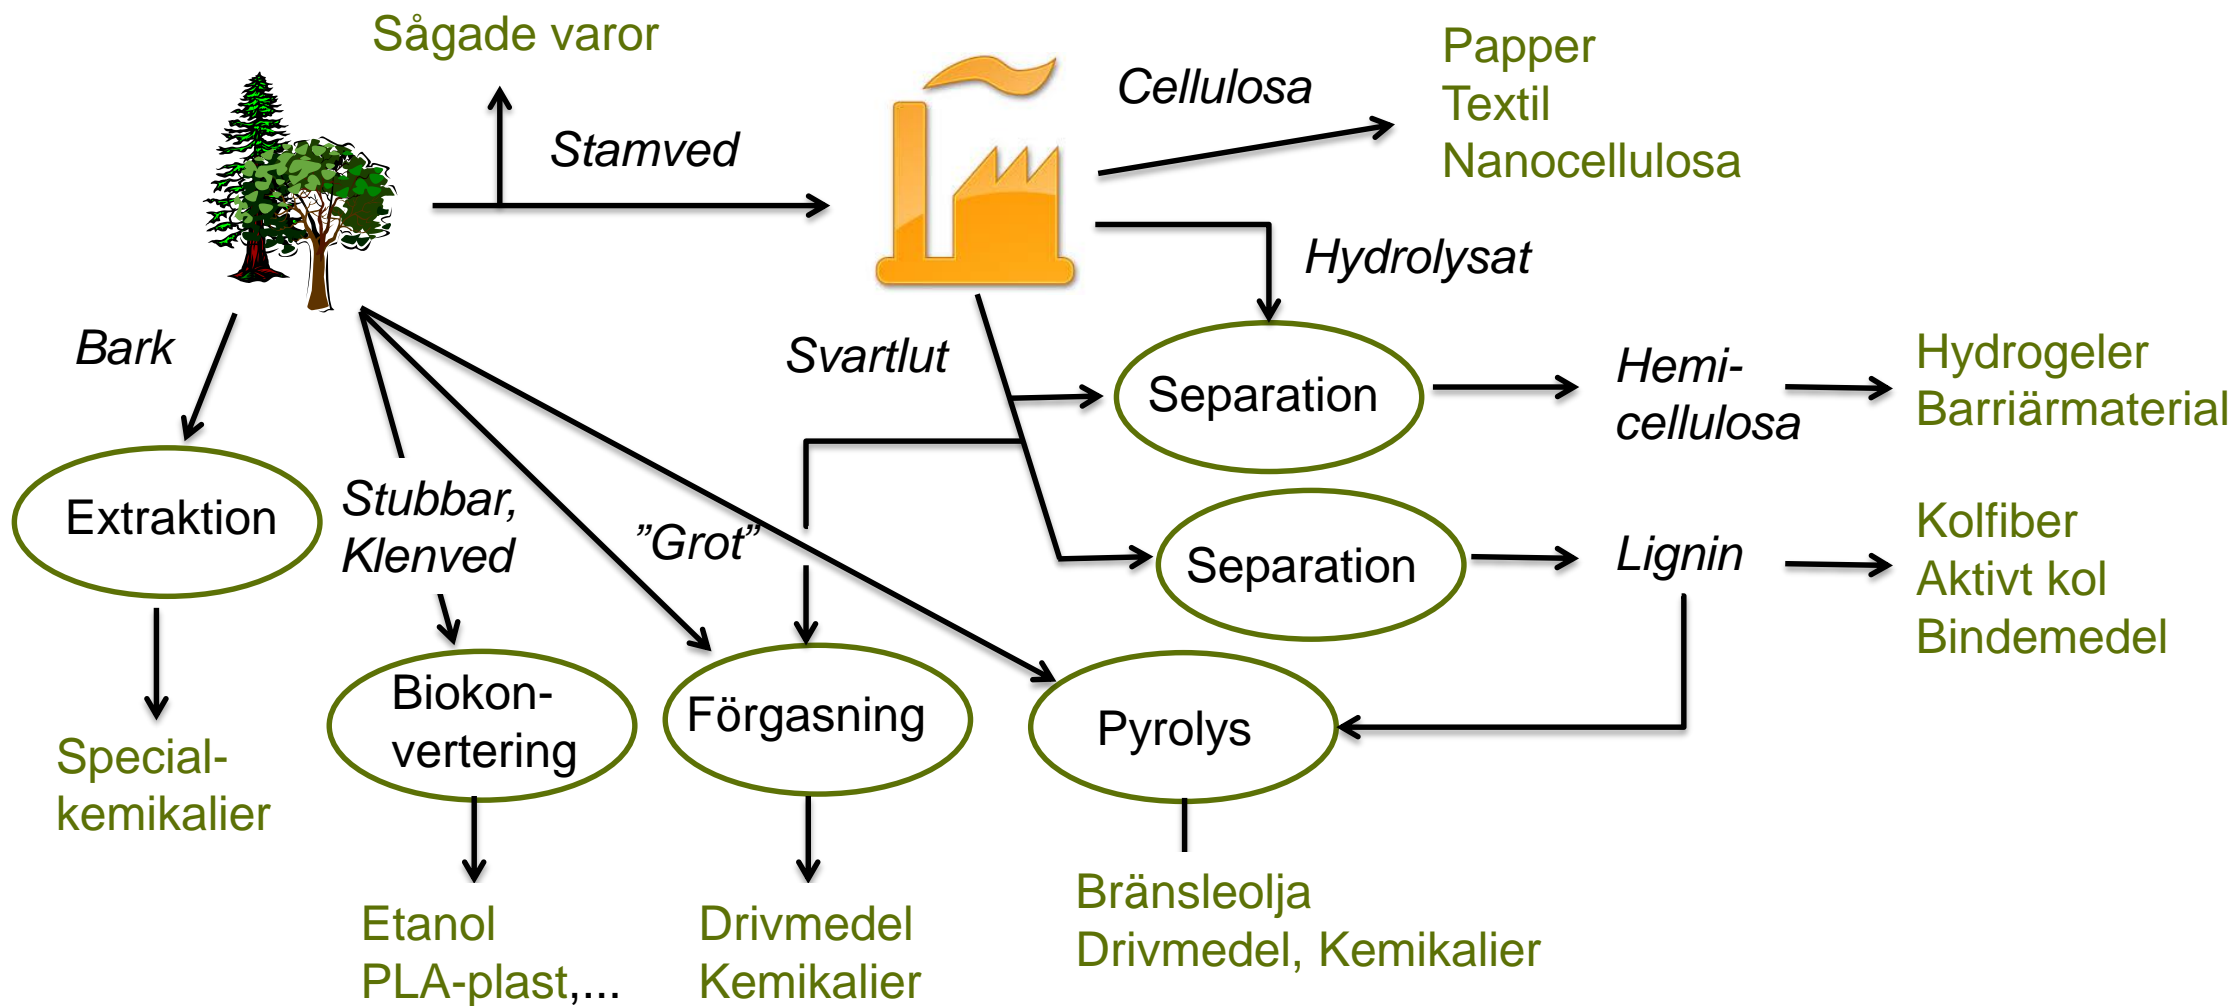 Sågade varor
Stamved
Cellulosa
Papper
Textil
Nanocellulosa
Hydrolysat
Bark
Svartlut
Separation
Hemi-
cellulosa
Hydrogeler
Barriärmaterial
Extraktion
Stubbar,
Klenved
”Grot”
Separation
Lignin
Kolfiber
Aktivt kol
Bindemedel
Biokon-
vertering
Förgasning
Pyrolys
Special-
kemikalier
Etanol
PLA-plast,...
Drivmedel
Kemikalier
Bränsleolja
Drivmedel, Kemikalier